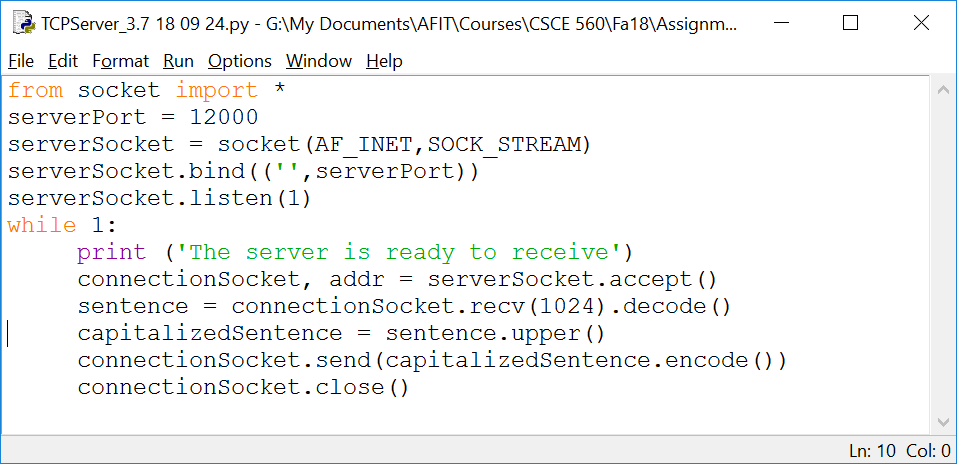 TCPServer_3.7 18 09 24.py - G:\My Documents\AFIT\Courses\CSCE 560\Fa18\Assignm...
File Edit Format Run Options Window Help
from socket import *
serverPort = 12000
serverSocket = socket(AF_INET,SOCK_STREAM)
serverSocket.bind(('',serverPort))
serverSocket.listen(1)
while 1:
     print ('The server is ready to receive')
     connectionSocket, addr = serverSocket.accept()
     sentence = connectionSocket.recv(1024).decode()
     capitalizedSentence = sentence.upper()
     connectionSocket.send(capitalizedSentence.encode())
     connectionSocket.close()
Ln: 10 Col: 0